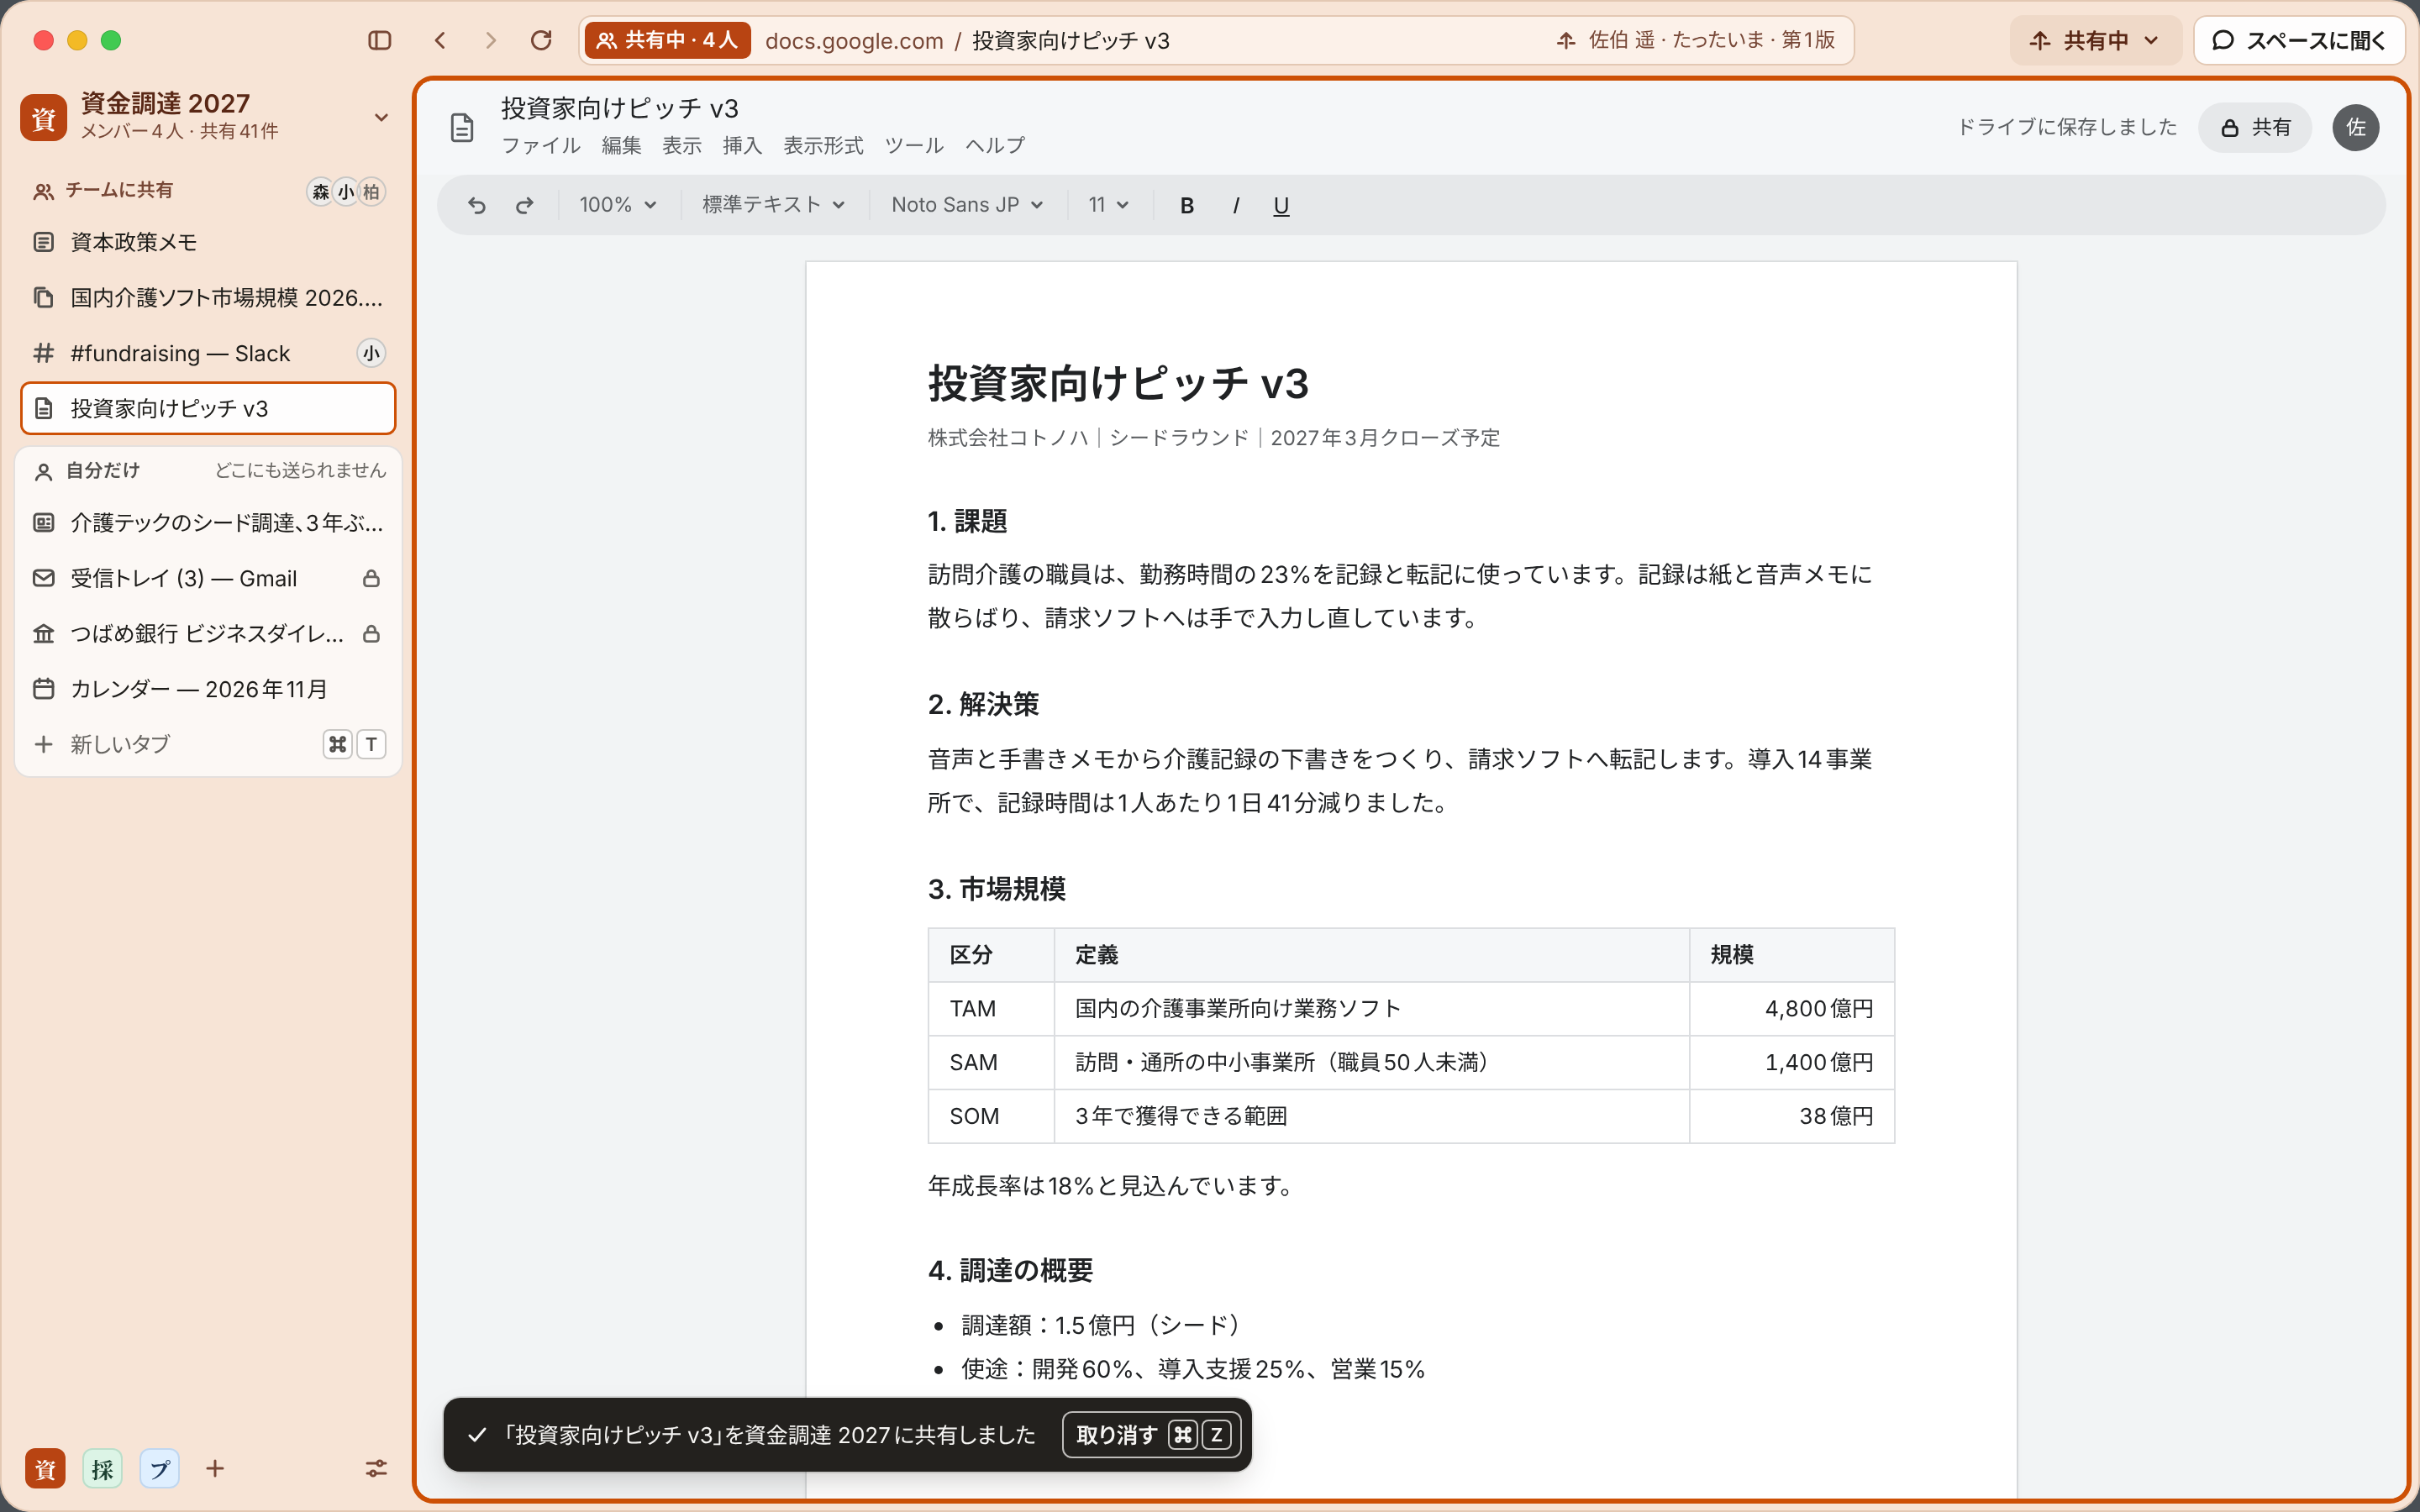 共有中 · 4人
docs.google.com / 投資家向けピッチ v3
佐伯 遥 · たったいま · 第1版
共有中
スペースに聞く
資
資金調達 2027
メンバー4人 · 共有41件
チームに共有
森 小 柏
資本政策メモ
国内介護ソフト市場規模 2026....
#fundraising — Slack
小
投資家向けピッチ v3
自分だけ
どこにも送られません
介護テックのシード調達、3年ぶ...
受信トレイ (3) — Gmail
つばめ銀行 ビジネスダイレ...
カレンダー — 2026年11月
新しいタブ
⌘ T
資 採 プ
投資家向けピッチ v3
ファイル 編集 表示 挿入 表示形式 ツール ヘルプ
ドライブに保存しました
共有
佐
100% 標準テキスト Noto Sans JP 11 B I U
投資家向けピッチ v3
株式会社コトノハ｜シードラウンド｜2027年3月クローズ予定
1. 課題
訪問介護の職員は、勤務時間の23%を記録と転記に使っています。記録は紙と音声メモに
散らばり、請求ソフトへは手で入力し直しています。
2. 解決策
音声と手書きメモから介護記録の下書きをつくり、請求ソフトへ転記します。導入14事業
所で、記録時間は1人あたり1日41分減りました。
3. 市場規模
区分 定義 規模
TAM 国内の介護事業所向け業務ソフト 4,800億円
SAM 訪問・通所の中小事業所（職員50人未満） 1,400億円
SOM 3年で獲得できる範囲 38億円
年成長率は18%と見込んでいます。
4. 調達の概要
• 調達額：1.5億円（シード）
• 使途：開発60%、導入支援25%、営業15%
「投資家向けピッチ v3」を資金調達 2027に共有しました
取り消す ⌘ Z